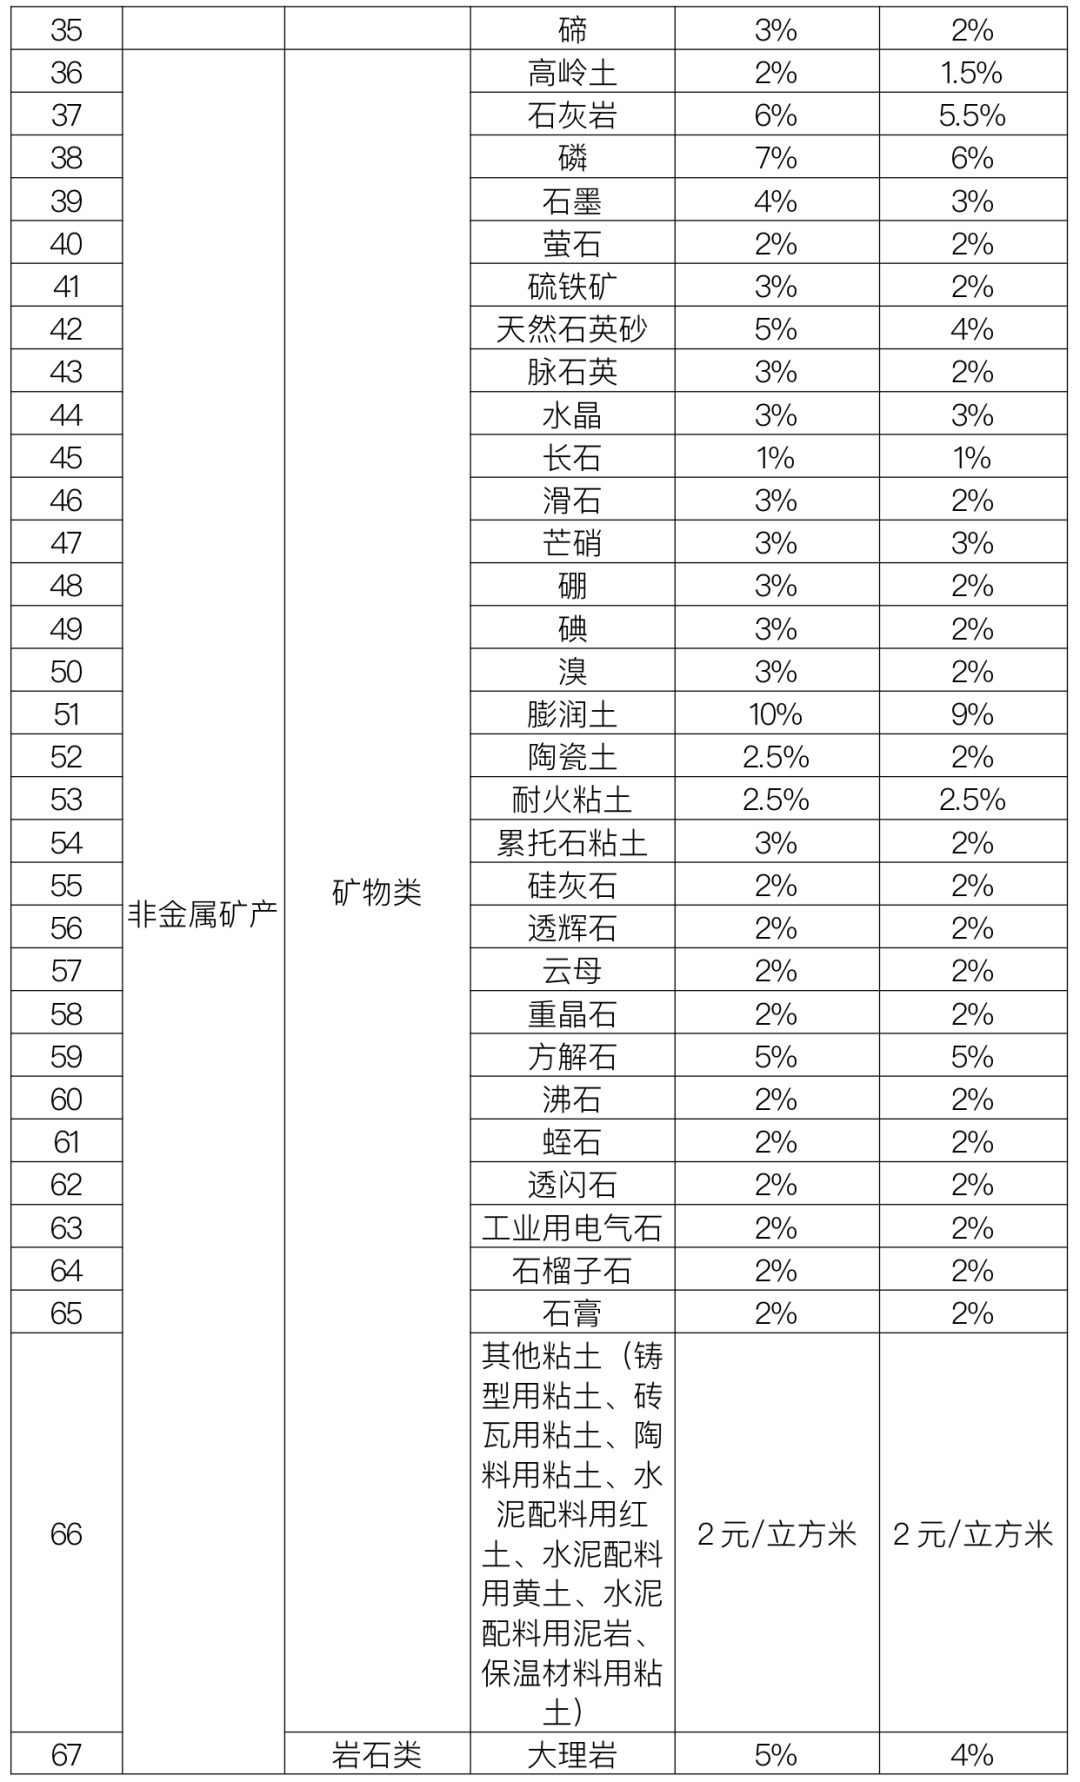 35 碲 3% 2%
36 高岭土 2% 1.5%
37 石灰岩 6% 5.5%
38 磷 7% 6%
39 石墨 4% 3%
40 萤石 2% 2%
41 硫铁矿 3% 2%
42 天然石英砂 5% 4%
43 脉石英 3% 2%
44 水晶 3% 3%
45 长石 1% 1%
46 滑石 3% 2%
47 芒硝 3% 3%
48 硼 3% 2%
49 碘 3% 2%
50 溴 3% 2%
51 膨润土 10% 9%
52 陶瓷土 2.5% 2%
53 耐火粘土 2.5% 2.5%
54 累托石粘土 3% 2%
55 硅灰石 2% 2%
非金属矿产 矿物类
56 透辉石 2% 2%
57 云母 2% 2%
58 重晶石 2% 2%
59 方解石 5% 5%
60 沸石 2% 2%
61 蛭石 2% 2%
62 透闪石 2% 2%
63 工业用电气石 2% 2%
64 石榴子石 2% 2%
65 石膏 2% 2%
66 其他粘土（铸
型用粘土、砖
瓦用粘土、陶
料用粘土、水
泥配料用红
土、水泥配料
用黄土、水泥
配料用泥岩、
保温材料用粘
土） 2元/立方米 2元/立方米
67 岩石类 大理岩 5% 4%